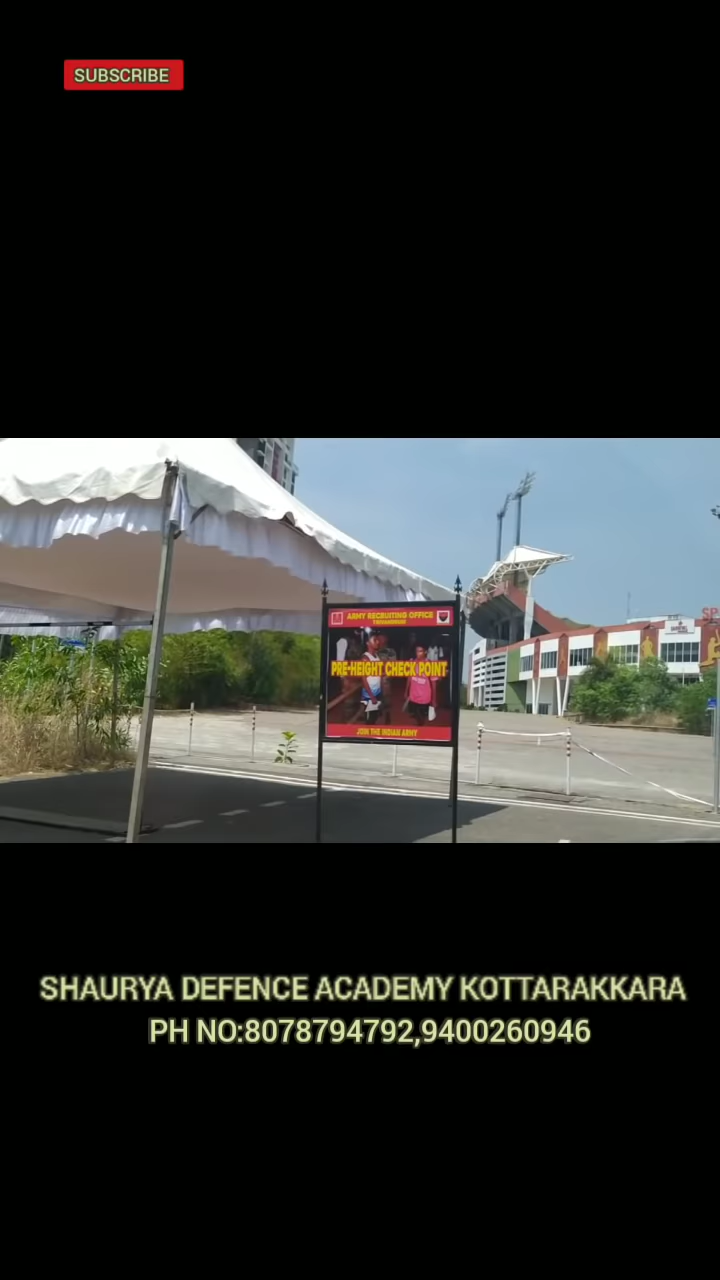 SUBSCRIBE
ARMY RECRUITING OFFICE
TRIVANDRUM
PRE-HEIGHT CHECK POINT
JOIN THE INDIAN ARMY
SHAURYA DEFENCE ACADEMY KOTTARAKKARA
PH NO:8078794792,9400260946